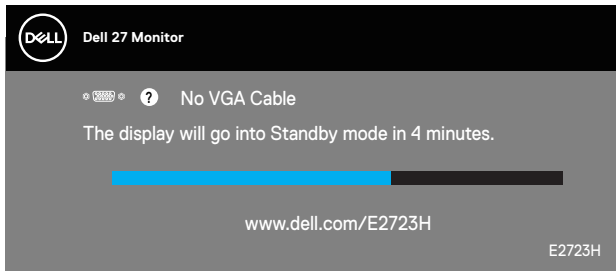 DELL
Dell 27 Monitor
? No VGA Cable
The display will go into Standby mode in 4 minutes.
www.dell.com/E2723H
E2723H